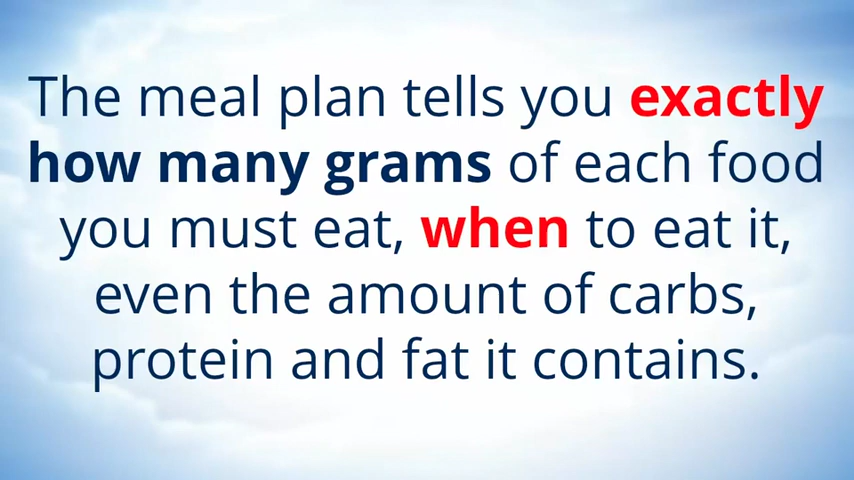 The meal plan tells you exactly
how many grams of each food
you must eat, when to eat it,
even the amount of carbs,
protein and fat it contains.